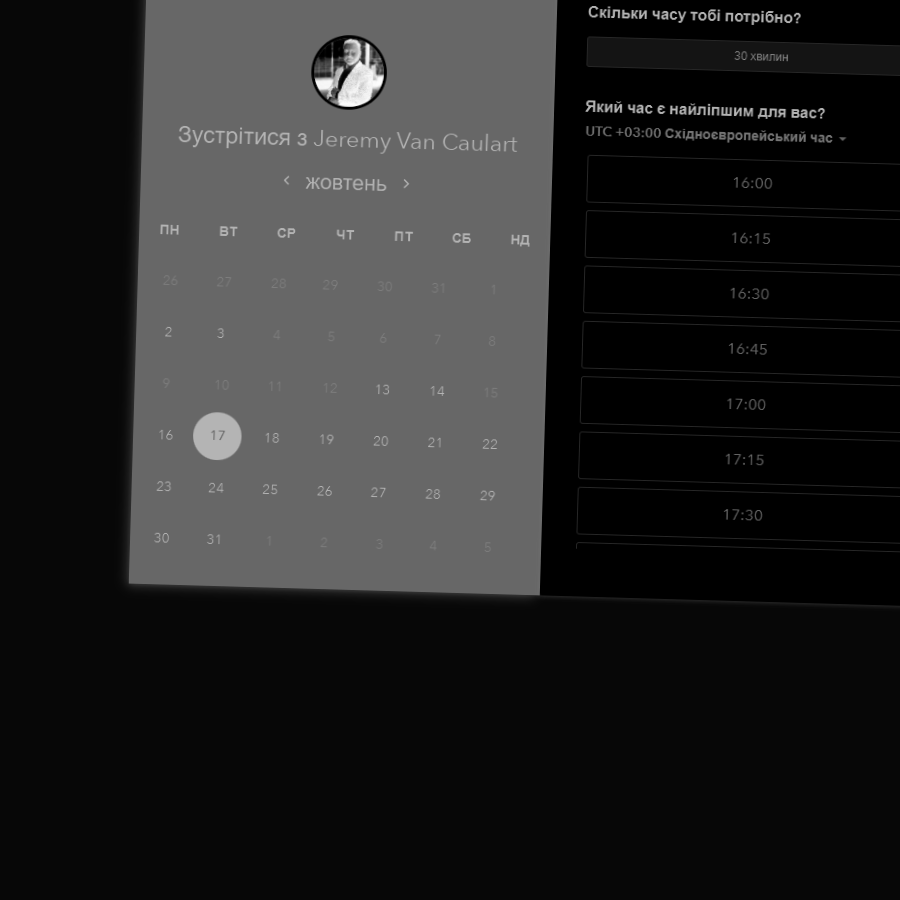 Зустрітися з Jeremy Van Caulart
‹ жовтень ›
ПН ВТ СР ЧТ ПТ СБ НД
26 27 28 29 30 31 1
2 3 4 5 6 7 8
9 10 11 12 13 14 15
16 17 18 19 20 21 22
23 24 25 26 27 28 29
30 31 1 2 3 4 5
Скільки часу тобі потрібно?
30 хвилин
Який час є найліпшим для вас?
UTC +03:00 Східноєвропейський час
16:00
16:15
16:30
16:45
17:00
17:15
17:30